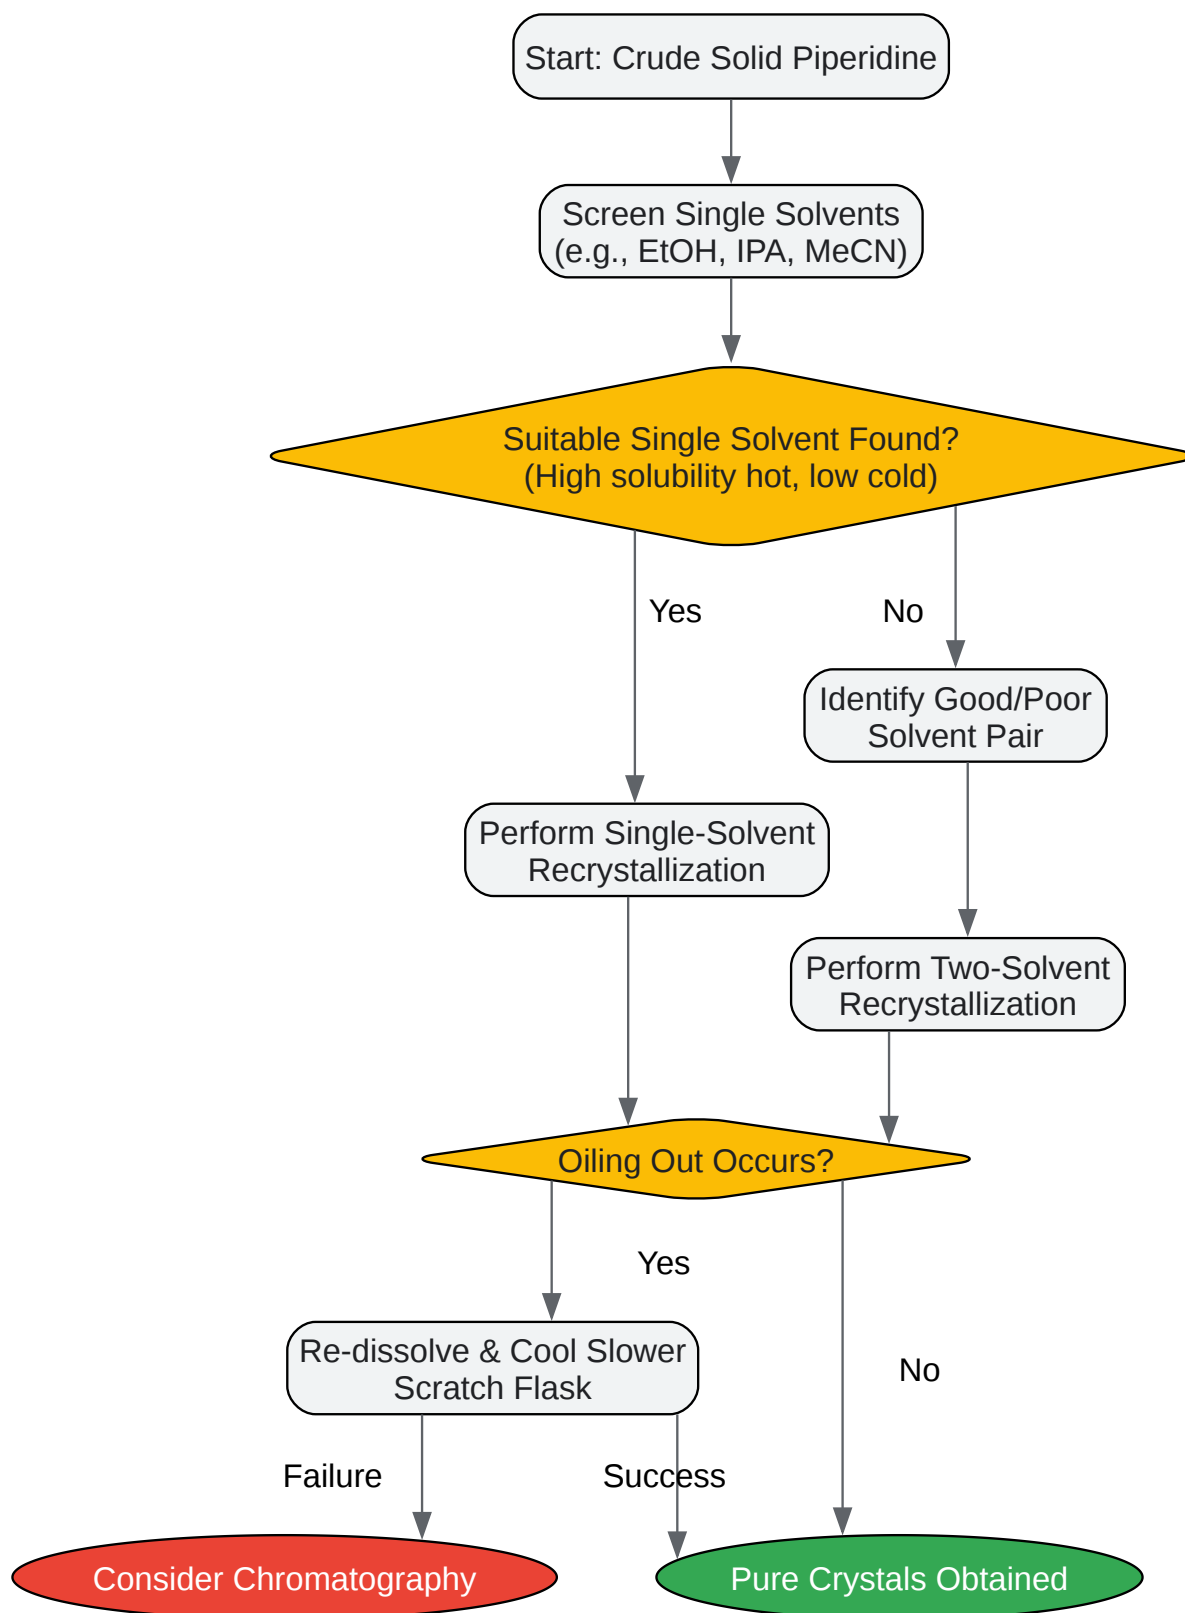 Start: Crude Solid Piperidine
Screen Single Solvents
(e.g., EtOH, IPA, MeCN)
Suitable Single Solvent Found?
(High solubility hot, low cold)
Yes
No
Identify Good/Poor
Solvent Pair
Perform Single-Solvent
Recrystallization
Perform Two-Solvent
Recrystallization
Oiling Out Occurs?
Yes
Re-dissolve & Cool Slower
Scratch Flask
No
Failure
Success
Consider Chromatography
Pure Crystals Obtained